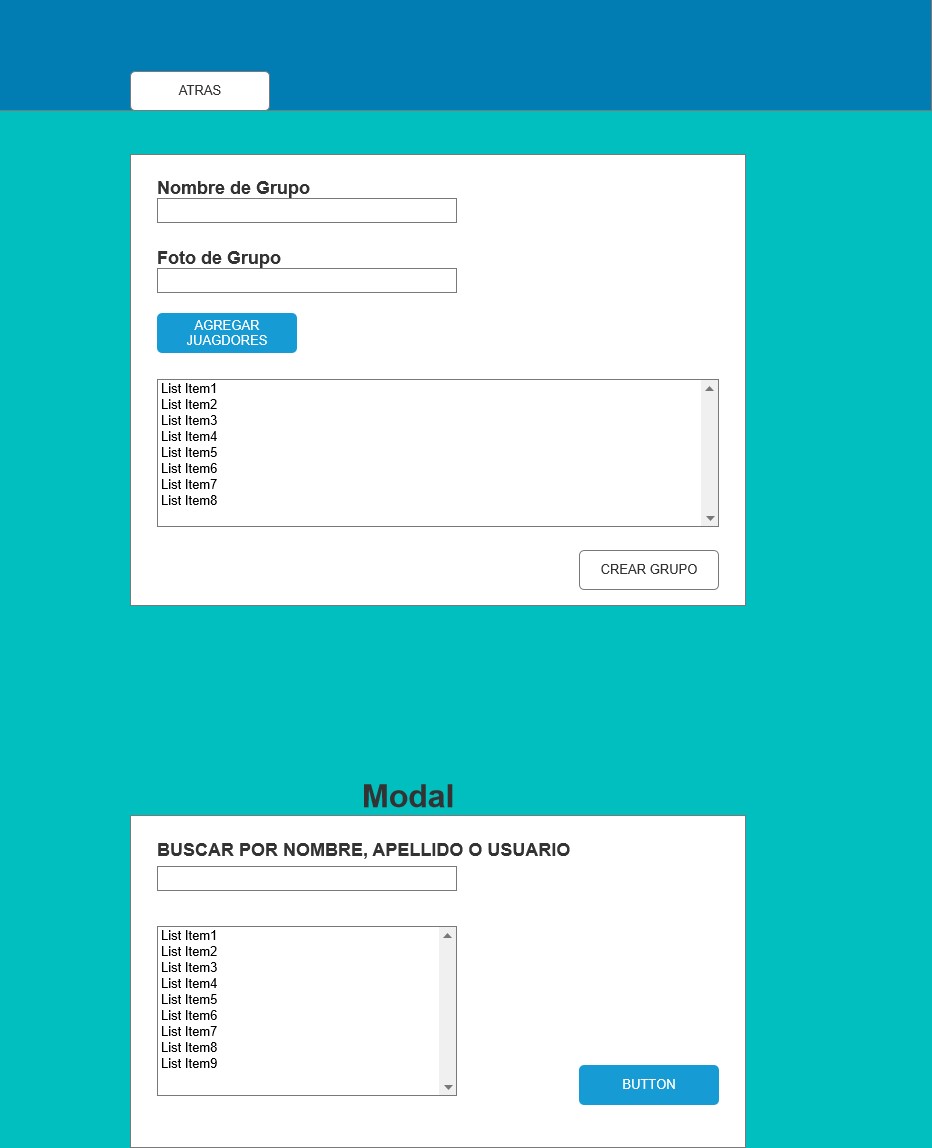 ATRAS
Nombre de Grupo
Foto de Grupo
AGREGAR
JUAGDORES
List Item1
List Item2
List Item3
List Item4
List Item5
List Item6
List Item7
List Item8
CREAR GRUPO
Modal
BUSCAR POR NOMBRE, APELLIDO O USUARIO
List Item1
List Item2
List Item3
List Item4
List Item5
List Item6
List Item7
List Item8
List Item9
BUTTON